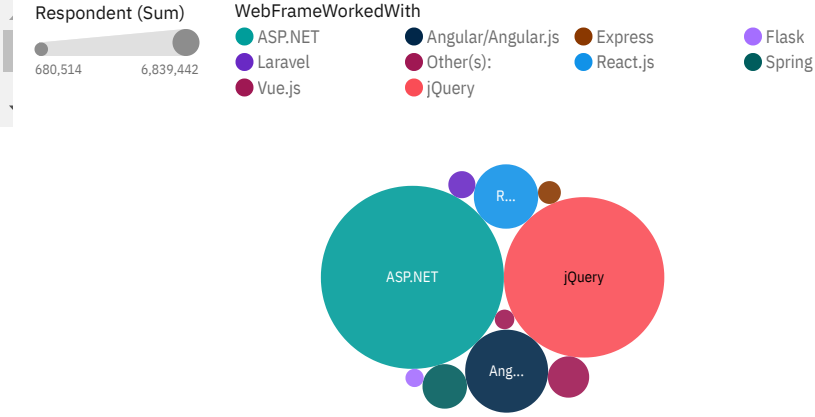 Respondent (Sum)
680,514 6,839,442
WebFrameWorkedWith
ASP.NET Angular/Angular.js Express Flask
Laravel Other(s): React.js Spring
Vue.js jQuery
R...
ASP.NET jQuery
Ang...